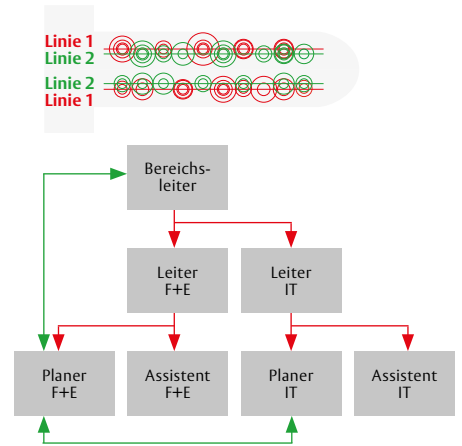 Linie 1
Linie 2
Linie 2
Linie 1
Bereichs-
leiter
Leiter
F+E
Leiter
IT
Planer
F+E
Assistent
F+E
Planer
IT
Assistent
IT